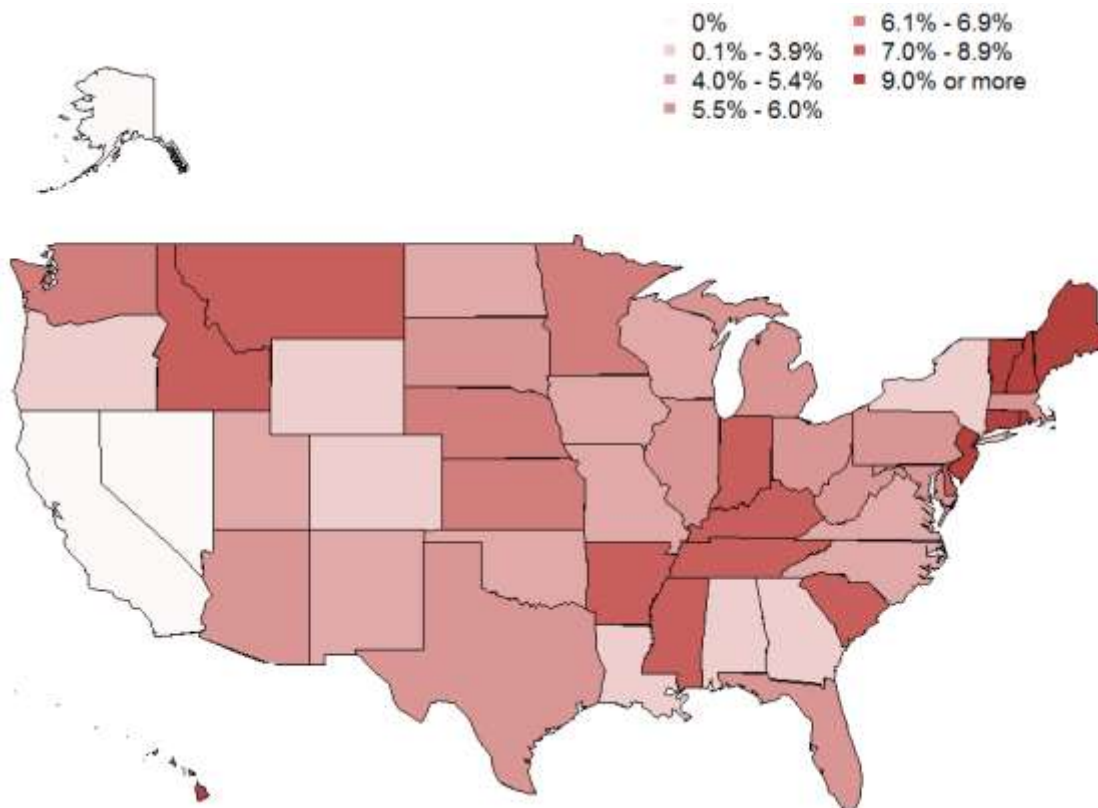 0%
0.1% - 3.9%
4.0% - 5.4%
5.5% - 6.0%
6.1% - 6.9%
7.0% - 8.9%
9.0% or more